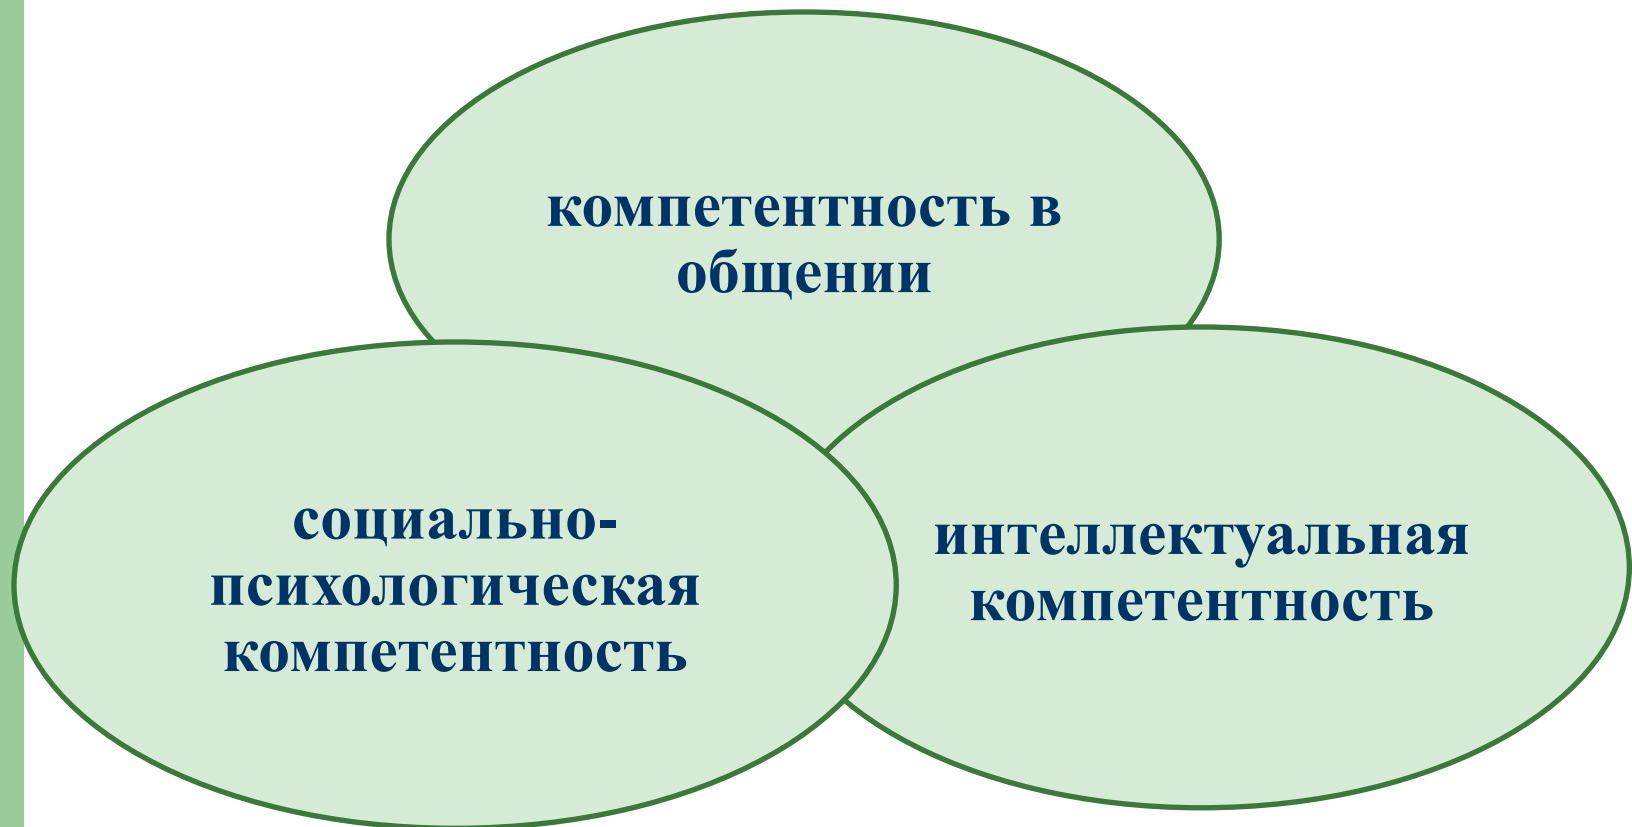 компетентность в
общении
социально-
психологическая
компетентность
интеллектуальная
компетентность